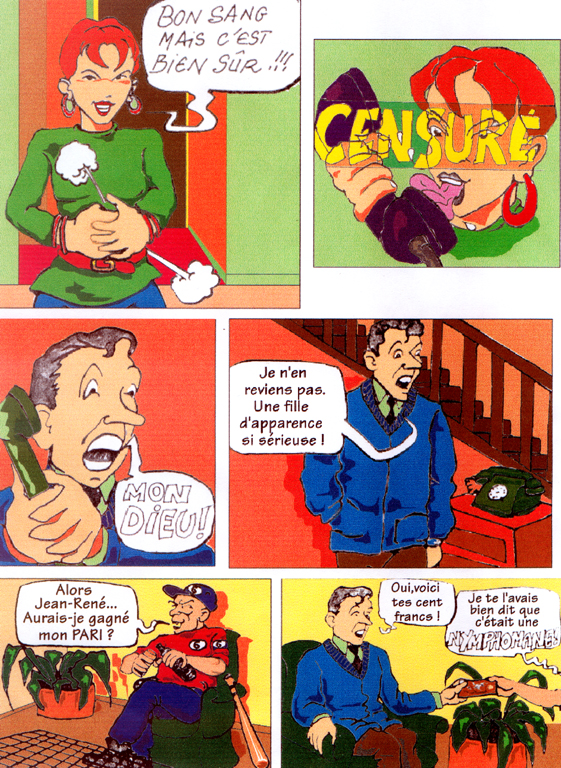 BON SANG
MAIS C'EST
BIEN SÛR !!!
CENSURÉ
MON
DIEU!
Je n'en
reviens pas.
Une fille
d'apparence
si sérieuse !
Alors
Jean-René...
Aurais-je gagné
mon PARI ?
Oui,voici
tes cent
francs !
Je te l'avais
bien dit que
c'était une
NYMPHOMANE!